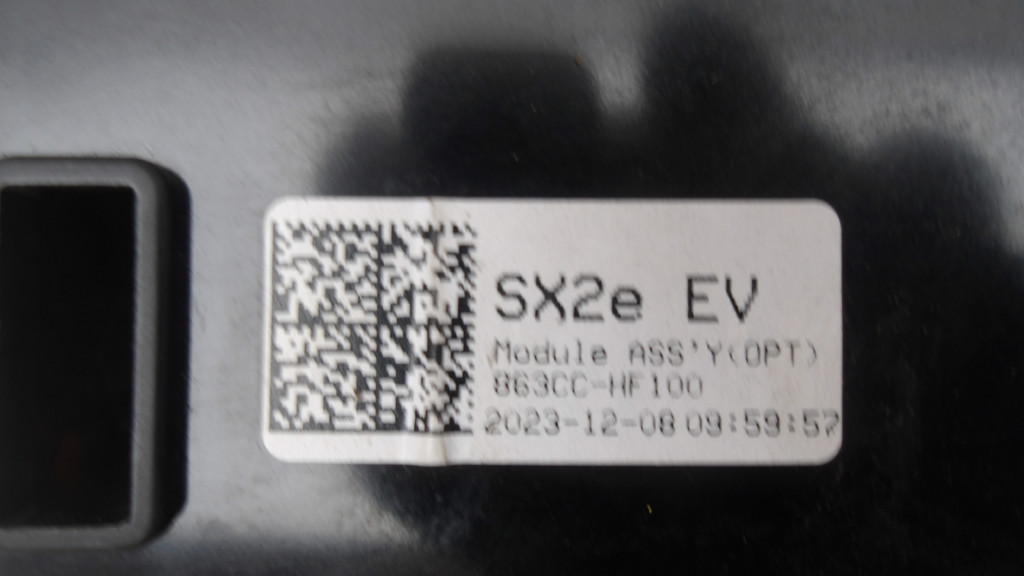 SX2e EV
Module ASS'Y(OPT)
863CC-HF100
2023-12-08 09:59:57